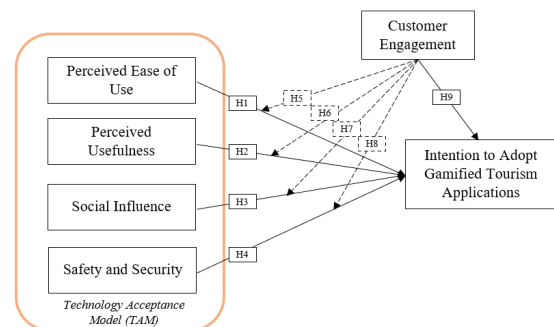 Customer
Engagement
Perceived Ease of
Use
H1
H5
H6
H7
H8
H9
Perceived
Usefulness
H2
Intention to Adopt
Gamified Tourism
Applications
Social Influence
H3
Safety and Security
H4
Technology Acceptance
Model (TAM)